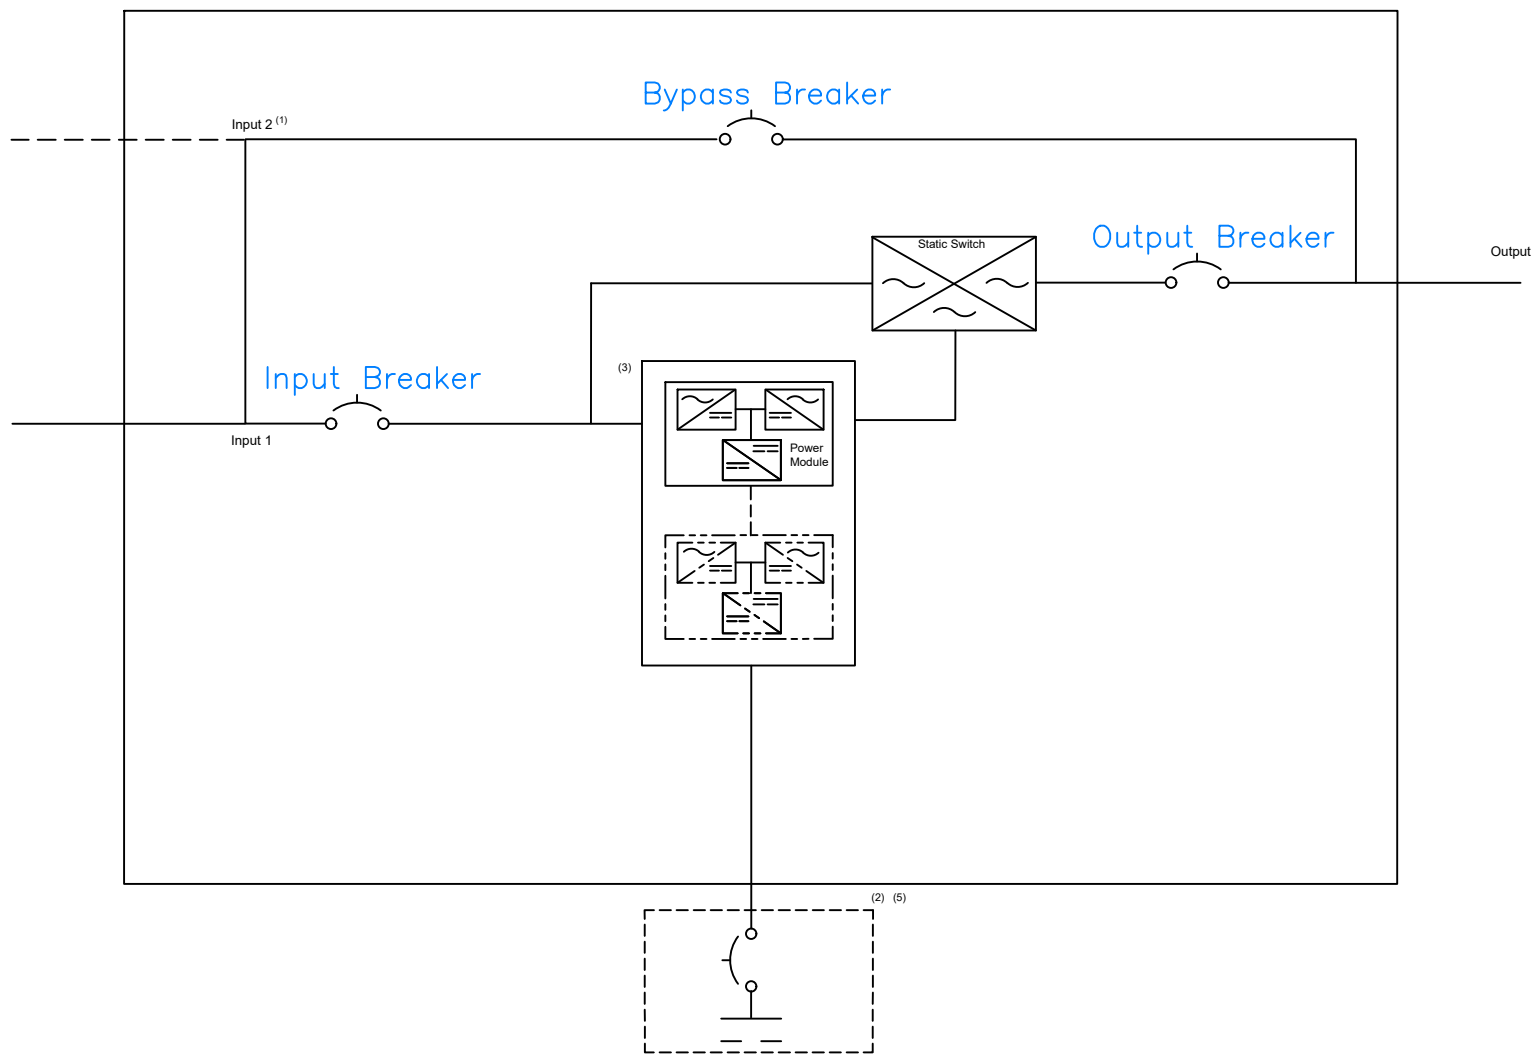 Bypass Breaker
Input 2 (1)
Output Breaker
Static Switch
Output
Input Breaker
(3)
Input 1
Power
Module
(2) (5)